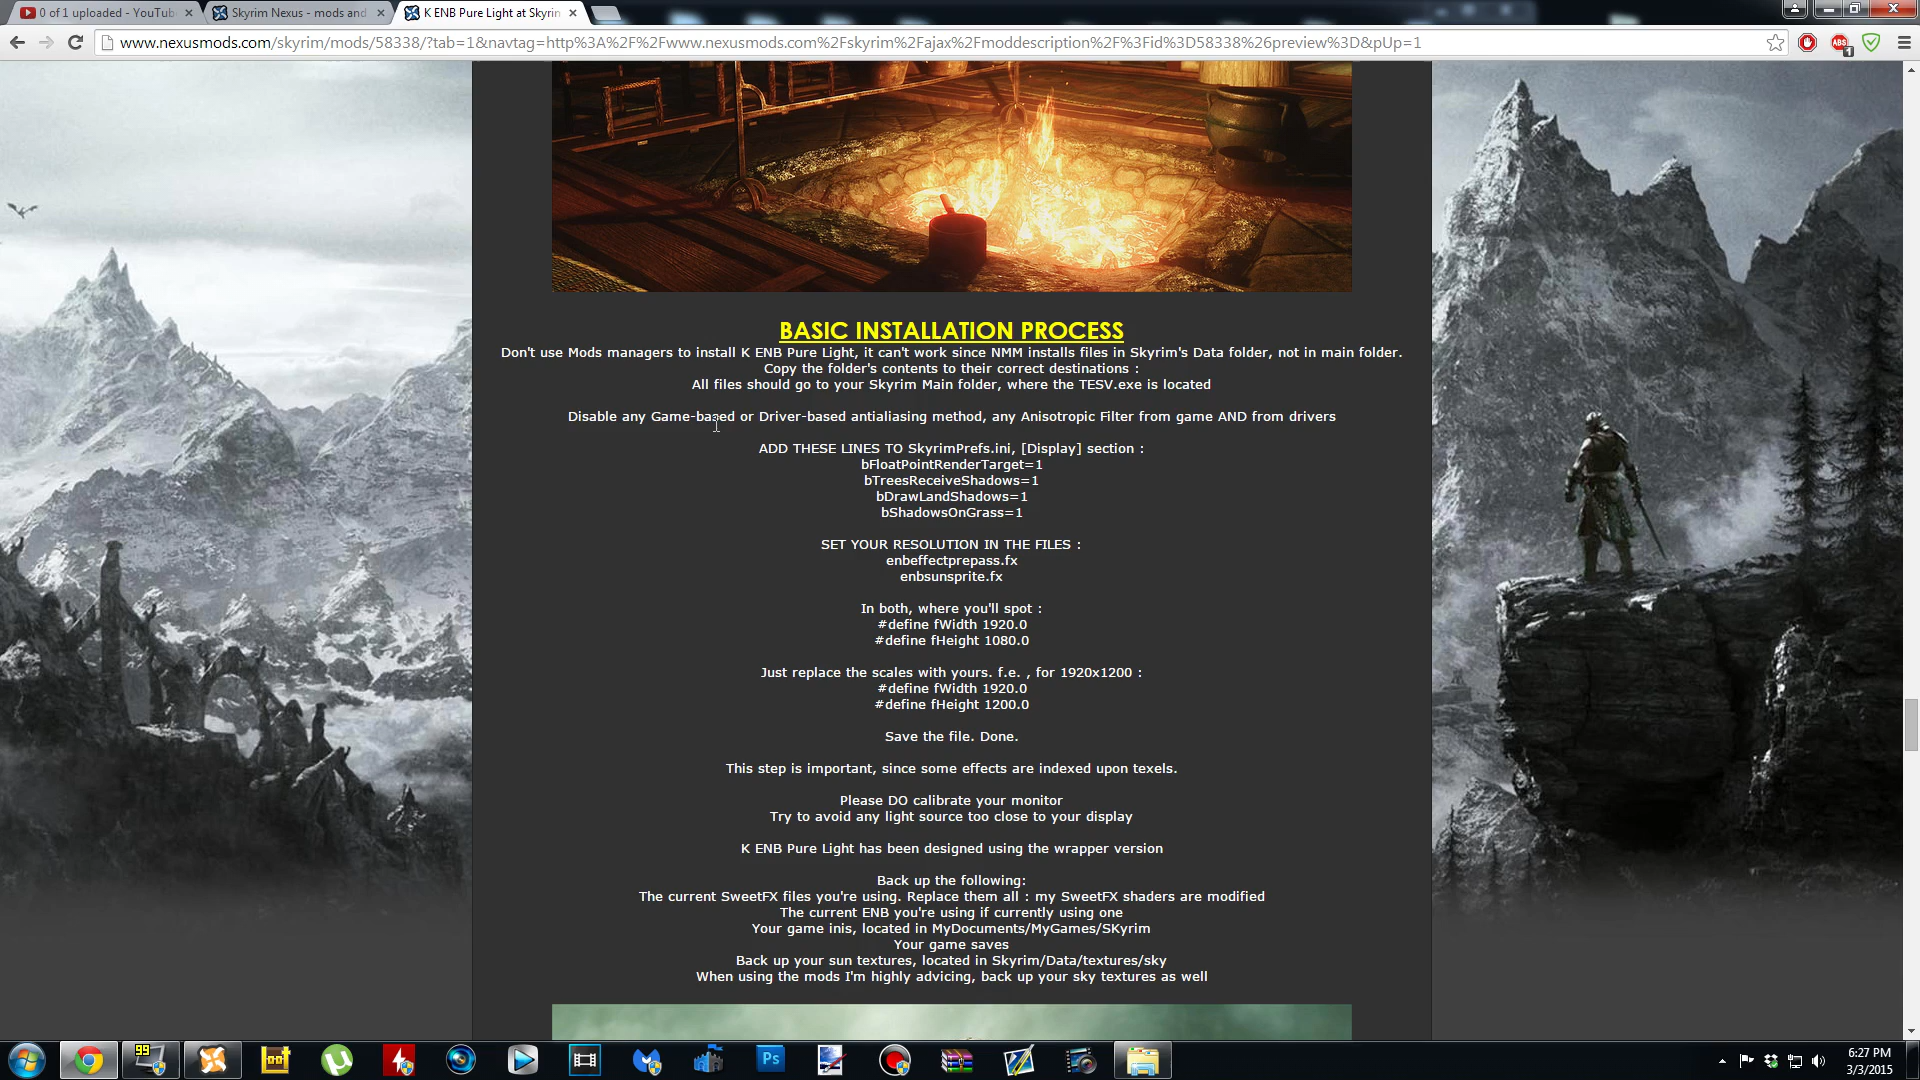 0 of 1 uploaded - YouTub
Skyrim Nexus - mods and
K ENB Pure Light at Skyrin
www.nexusmods.com/skyrim/mods/58338/?tab=1&navtag=http%3A%2F%2Fwww.nexusmods.com%2Fskyrim%2Fajax%2Fmoddescription%2F%3Fid%3D58338%26preview%3D&pUp=1
ABS
1
BASIC INSTALLATION PROCESS
Don't use Mods managers to install K ENB Pure Light, it can't work since NMM installs files in Skyrim's Data folder, not in main folder.
Copy the folder's contents to their correct destinations :
All files should go to your Skyrim Main folder, where the TESV.exe is located
Disable any Game-based or Driver-based antialiasing method, any Anisotropic Filter from game AND from drivers
ADD THESE LINES TO SkyrimPrefs.ini, [Display] section :
bFloatPointRenderTarget=1
bTreesReceiveShadows=1
bDrawLandShadows=1
bShadowsOnGrass=1
SET YOUR RESOLUTION IN THE FILES :
enbeffectprepass.fx
enbsunsprite.fx
In both, where you'll spot :
#define fWidth 1920.0
#define fHeight 1080.0
Just replace the scales with yours. f.e. , for 1920x1200 :
#define fWidth 1920.0
#define fHeight 1200.0
Save the file. Done.
This step is important, since some effects are indexed upon texels.
Please DO calibrate your monitor
Try to avoid any light source too close to your display
K ENB Pure Light has been designed using the wrapper version
Back up the following:
The current SweetFX files you're using. Replace them all : my SweetFX shaders are modified
The current ENB you're using if currently using one
Your game inis, located in MyDocuments/MyGames/SKyrim
Your game saves
Back up your sun textures, located in Skyrim/Data/textures/sky
When using the mods I'm highly advicing, back up your sky textures as well
99
Ps
6:27 PM
3/3/2015